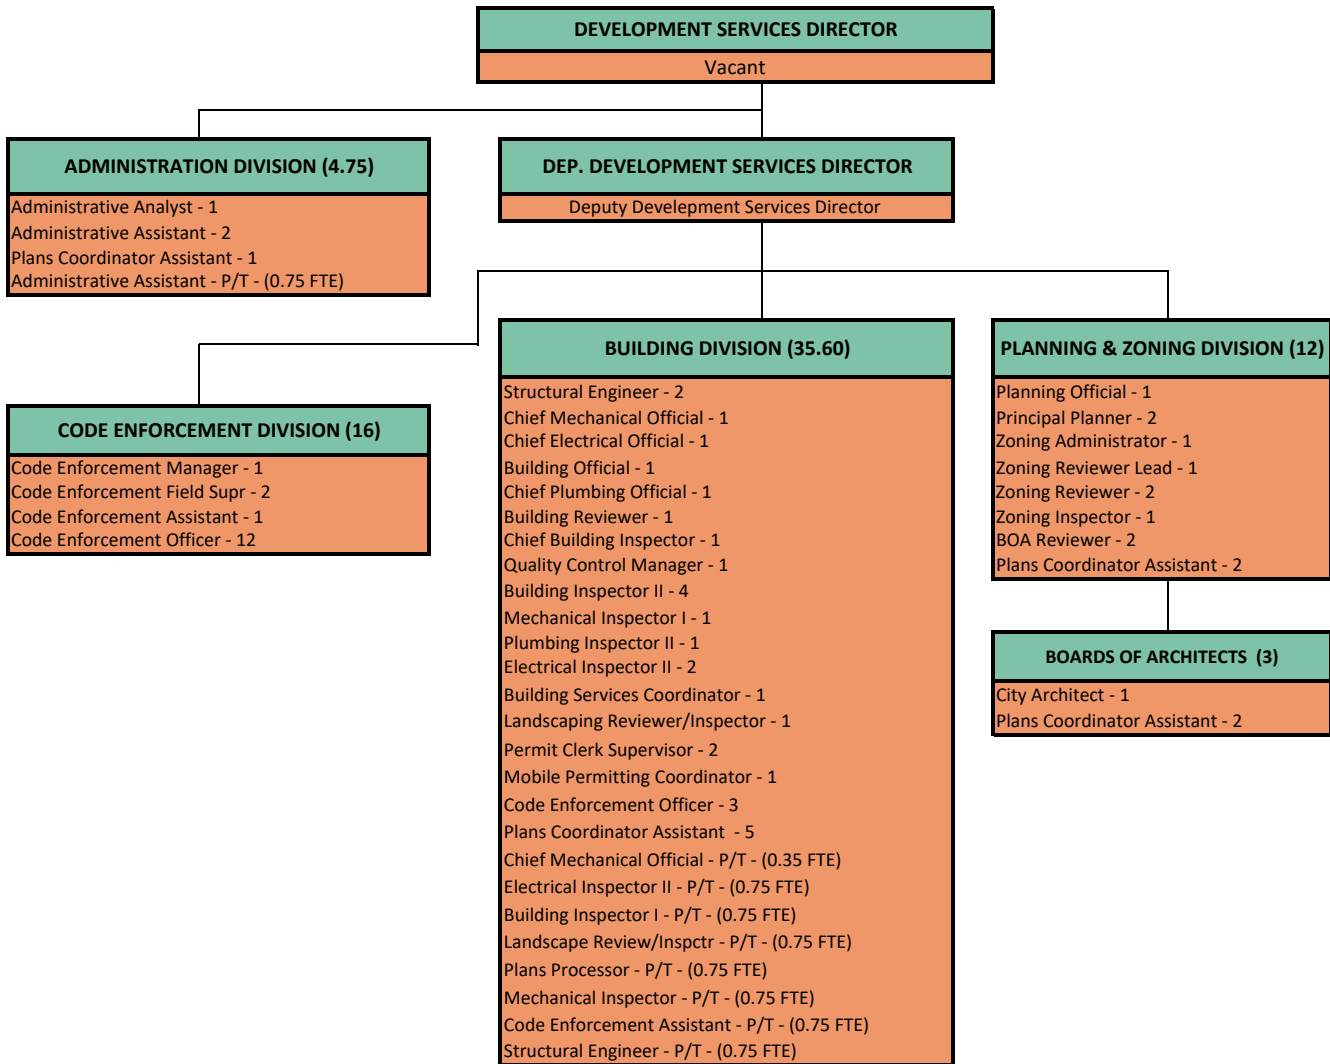 DEVELOPMENT SERVICES DIRECTOR
Vacant
ADMINISTRATION DIVISION (4.75)
Administrative Analyst - 1
Administrative Assistant - 2
Plans Coordinator Assistant - 1
Administrative Assistant - P/T - (0.75 FTE)
DEP. DEVELOPMENT SERVICES DIRECTOR
Deputy Develepment Services Director
CODE ENFORCEMENT DIVISION (16)
Code Enforcement Manager - 1
Code Enforcement Field Supr - 2
Code Enforcement Assistant - 1
Code Enforcement Officer - 12
BUILDING DIVISION (35.60)
Structural Engineer - 2
Chief Mechanical Official - 1
Chief Electrical Official - 1
Building Official - 1
Chief Plumbing Official - 1
Building Reviewer - 1
Chief Building Inspector - 1
Quality Control Manager - 1
Building Inspector II - 4
Mechanical Inspector I - 1
Plumbing Inspector II - 1
Electrical Inspector II - 2
Building Services Coordinator - 1
Landscaping Reviewer/Inspector - 1
Permit Clerk Supervisor - 2
Mobile Permitting Coordinator - 1
Code Enforcement Officer - 3
Plans Coordinator Assistant - 5
Chief Mechanical Official - P/T - (0.35 FTE)
Electrical Inspector II - P/T - (0.75 FTE)
Building Inspector I - P/T - (0.75 FTE)
Landscape Review/Inspctr - P/T - (0.75 FTE)
Plans Processor - P/T - (0.75 FTE)
Mechanical Inspector - P/T - (0.75 FTE)
Code Enforcement Assistant - P/T - (0.75 FTE)
Structural Engineer - P/T - (0.75 FTE)
PLANNING & ZONING DIVISION (12)
Planning Official - 1
Principal Planner - 2
Zoning Administrator - 1
Zoning Reviewer Lead - 1
Zoning Reviewer - 2
Zoning Inspector - 1
BOA Reviewer - 2
Plans Coordinator Assistant - 2
BOARDS OF ARCHITECTS (3)
City Architect - 1
Plans Coordinator Assistant - 2